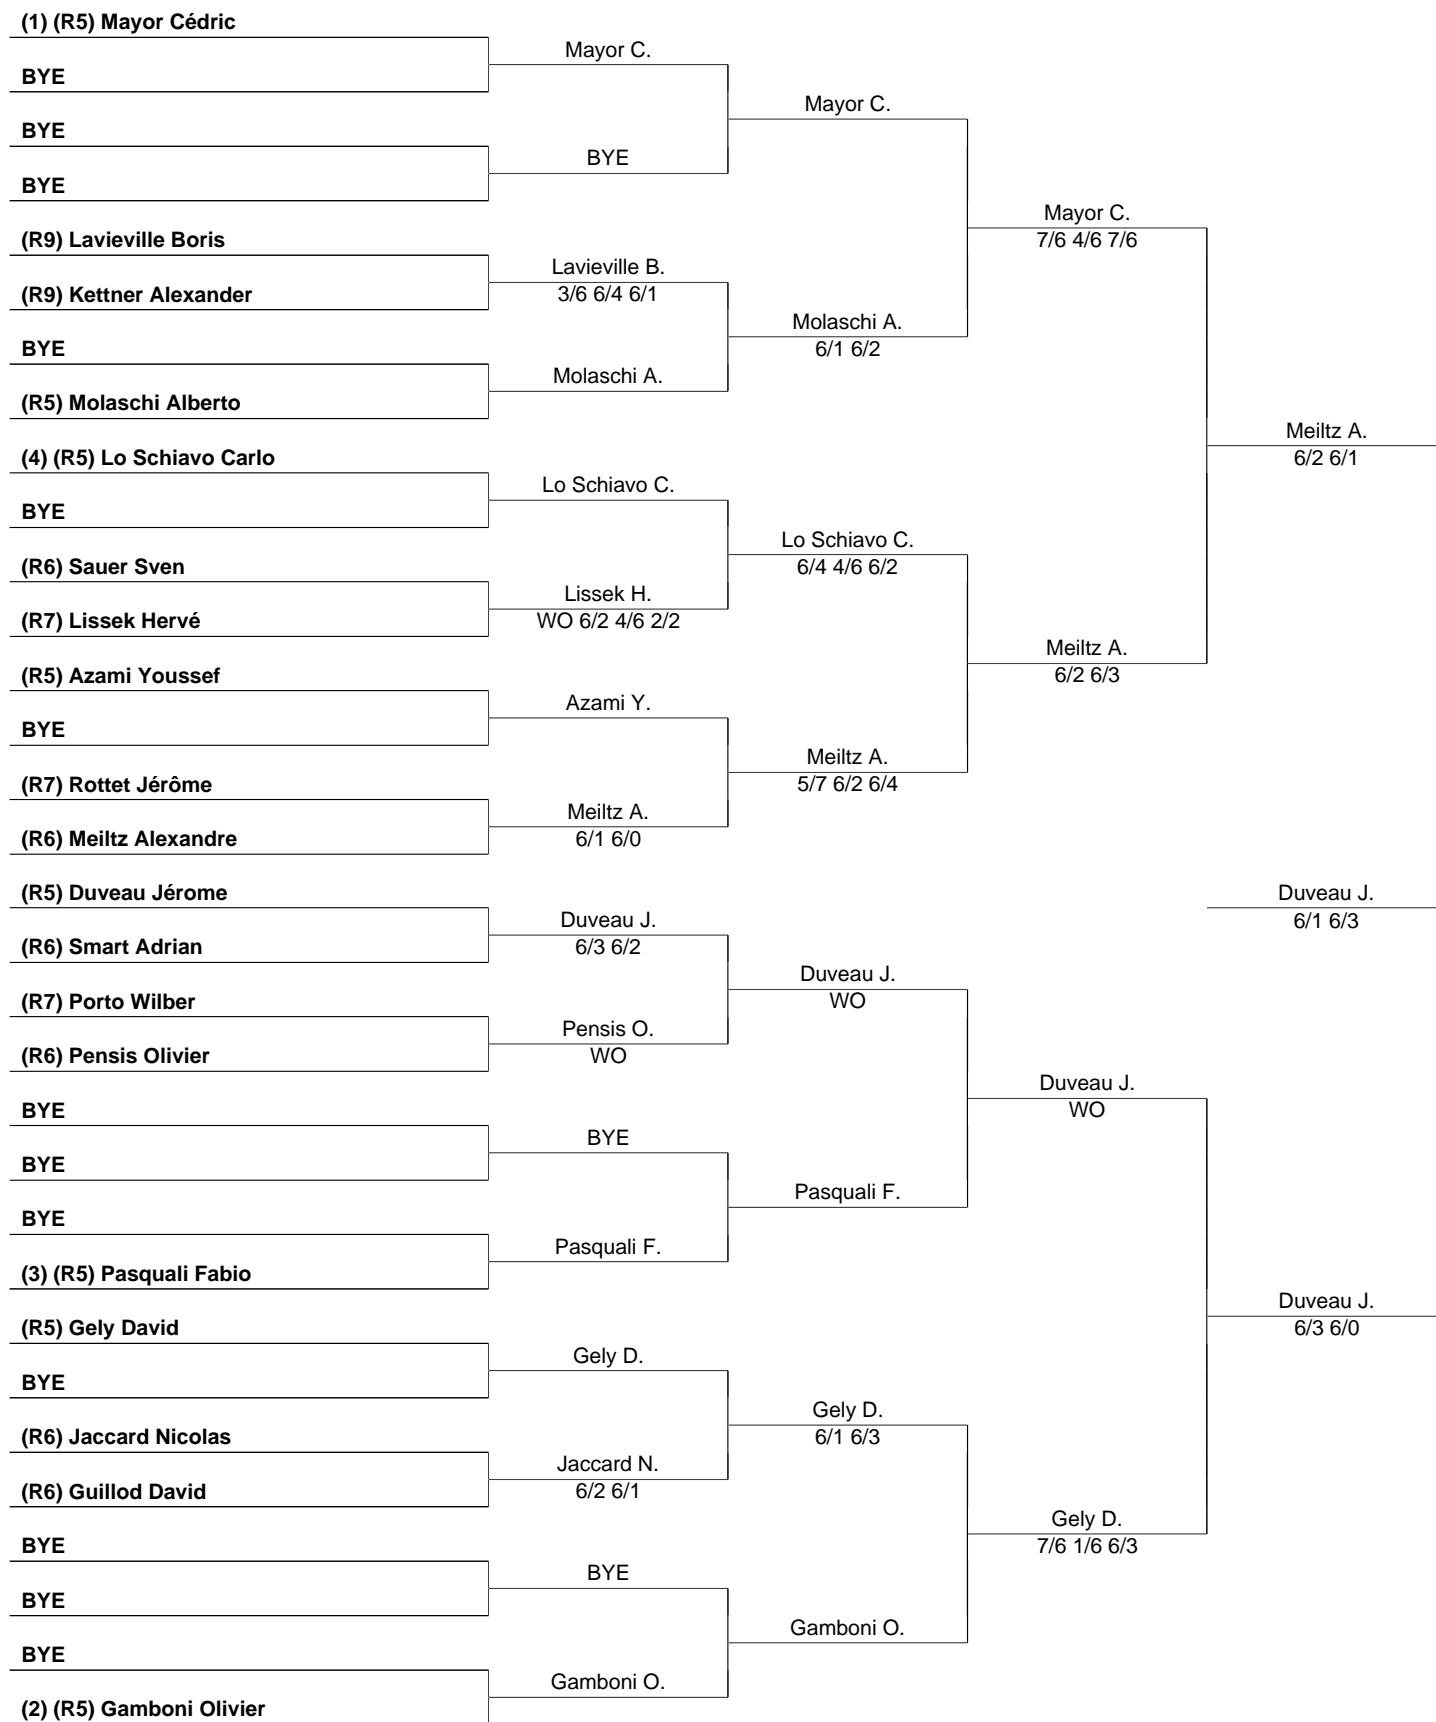 (1) (R5) Mayor Cédric
Mayor C.
BYE
Mayor C.
BYE
BYE
BYE
Mayor C.
7/6 4/6 7/6
(R9) Lavieville Boris
Lavieville B.
3/6 6/4 6/1
(R9) Kettner Alexander
Molaschi A.
6/1 6/2
BYE
Molaschi A.
(R5) Molaschi Alberto
Meiltz A.
6/2 6/1
(4) (R5) Lo Schiavo Carlo
Lo Schiavo C.
BYE
Lo Schiavo C.
6/4 4/6 6/2
(R6) Sauer Sven
Lissek H.
WO 6/2 4/6 2/2
(R7) Lissek Hervé
Meiltz A.
6/2 6/3
(R5) Azami Youssef
Azami Y.
BYE
Meiltz A.
5/7 6/2 6/4
(R7) Rottet Jérôme
Meiltz A.
6/1 6/0
(R6) Meiltz Alexandre
(R5) Duveau Jérome
Duveau J.
6/1 6/3
Duveau J.
6/3 6/2
(R6) Smart Adrian
Duveau J.
WO
(R7) Porto Wilber
Pensis O.
WO
(R6) Pensis Olivier
Duveau J.
WO
BYE
BYE
BYE
Pasquali F.
BYE
Pasquali F.
(3) (R5) Pasquali Fabio
Duveau J.
6/3 6/0
(R5) Gely David
Gely D.
BYE
Gely D.
6/1 6/3
(R6) Jaccard Nicolas
Jaccard N.
6/2 6/1
(R6) Guillod David
Gely D.
7/6 1/6 6/3
BYE
BYE
BYE
Gamboni O.
BYE
Gamboni O.
(2) (R5) Gamboni Olivier